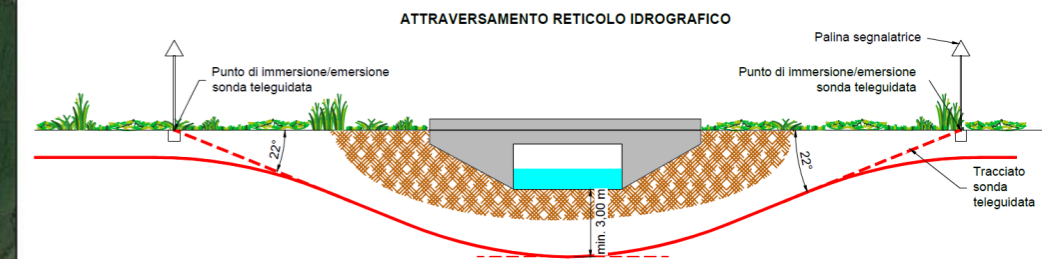 ATTRAVERSAMENTO RETICOLO IDROGRAFICO
Palina segnalatrice
Punto di immersione/emersione
sonda teleguidata
Punto di immersione/emersione
sonda teleguidata
22°
22°
Tracciato
sonda
teleguidata
min. 3,00 m